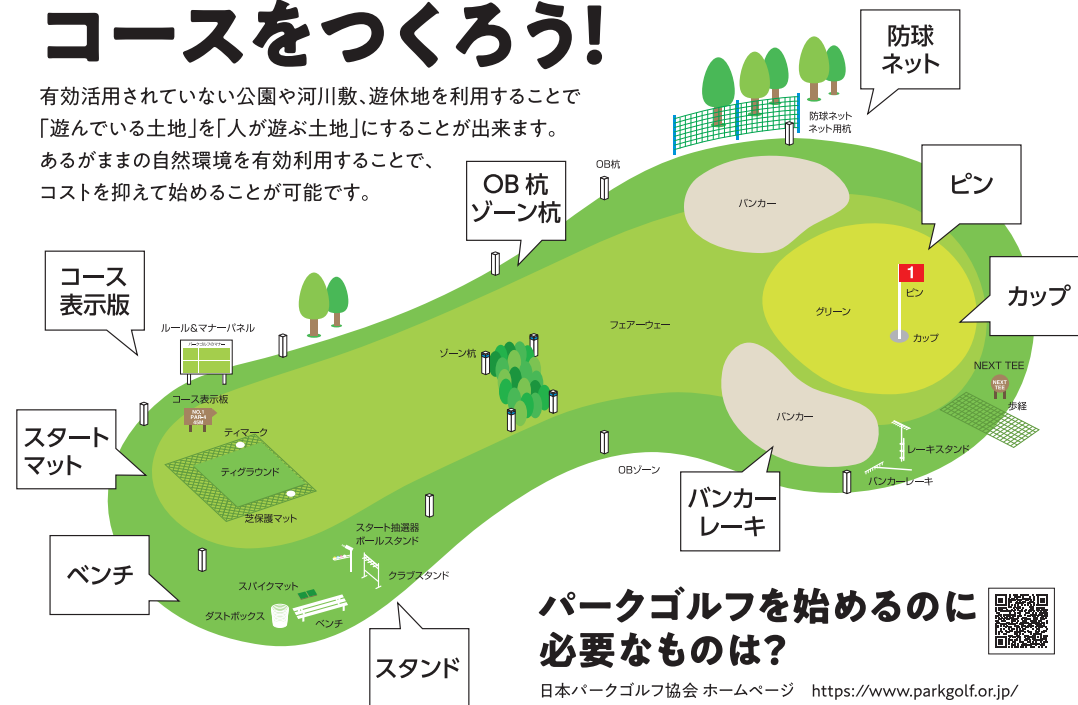 コースをつくろう!
有効活用されていない公園や河川敷、遊休地を利用することで
「遊んでいる土地」を「人が遊ぶ土地」にすることが出来ます。
あるがままの自然環境を有効利用することで、
コストを抑えて始めることが可能です。
防球
ネット
防球ネット
ネット用杭
OB杭
OB 杭
ゾーン杭
バンカー
ピン
1
ピン
カップ
カップ
グリーン
フェアーウェー
コース
表示版
ルール&マナーパネル
パークゴルフのマナー
ゾーン杭
NEXT TEE
NEXT
TEE
歩経
コース表示板
NO.1
PAR-4
45M
スタート
マット
ティマーク
ティグラウンド
芝保護マット
バンカー
レーキスタンド
バンカーレーキ
OBゾーン
バンカー
レーキ
スタート抽選器
ボールスタンド
クラブスタンド
ベンチ
スパイクマット
ダストボックス
ベンチ
スタンド
パークゴルフを始めるのに
必要なものは?
日本パークゴルフ協会 ホームページ https://www.parkgolf.or.jp/